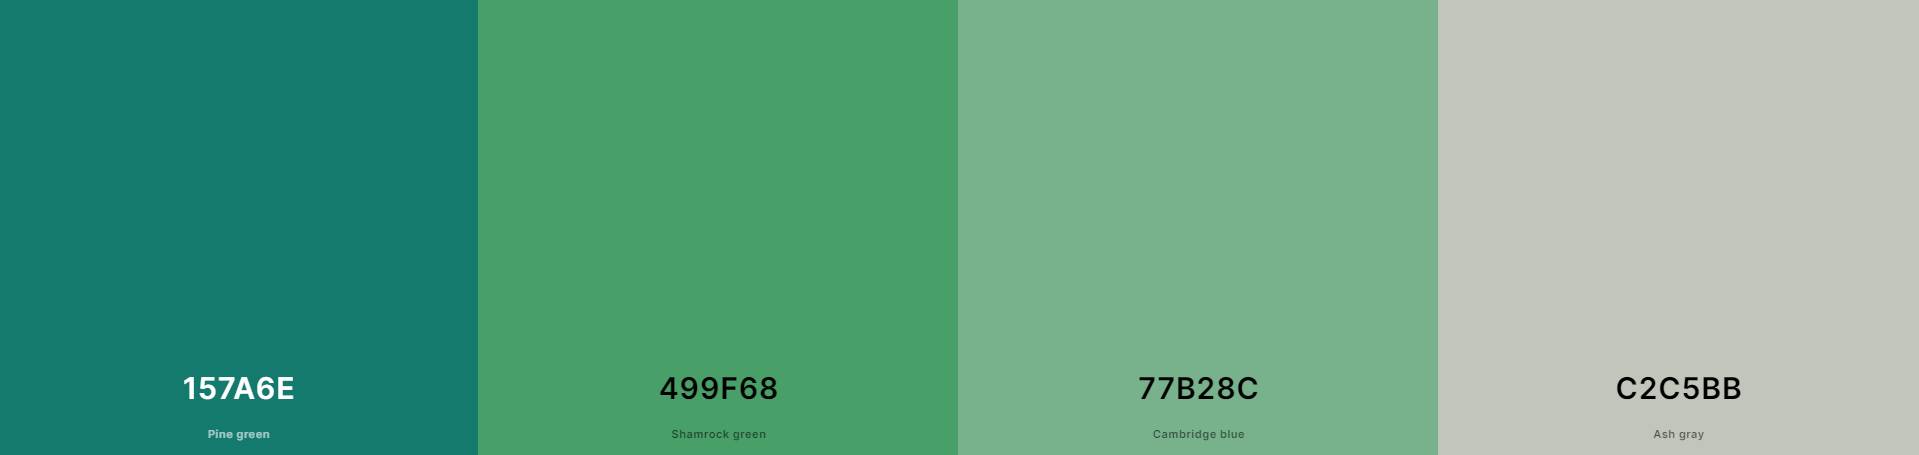 157A6E
Pine green
499F68
Shamrock green
77B28C
Cambridge blue
C2C5BB
Ash gray